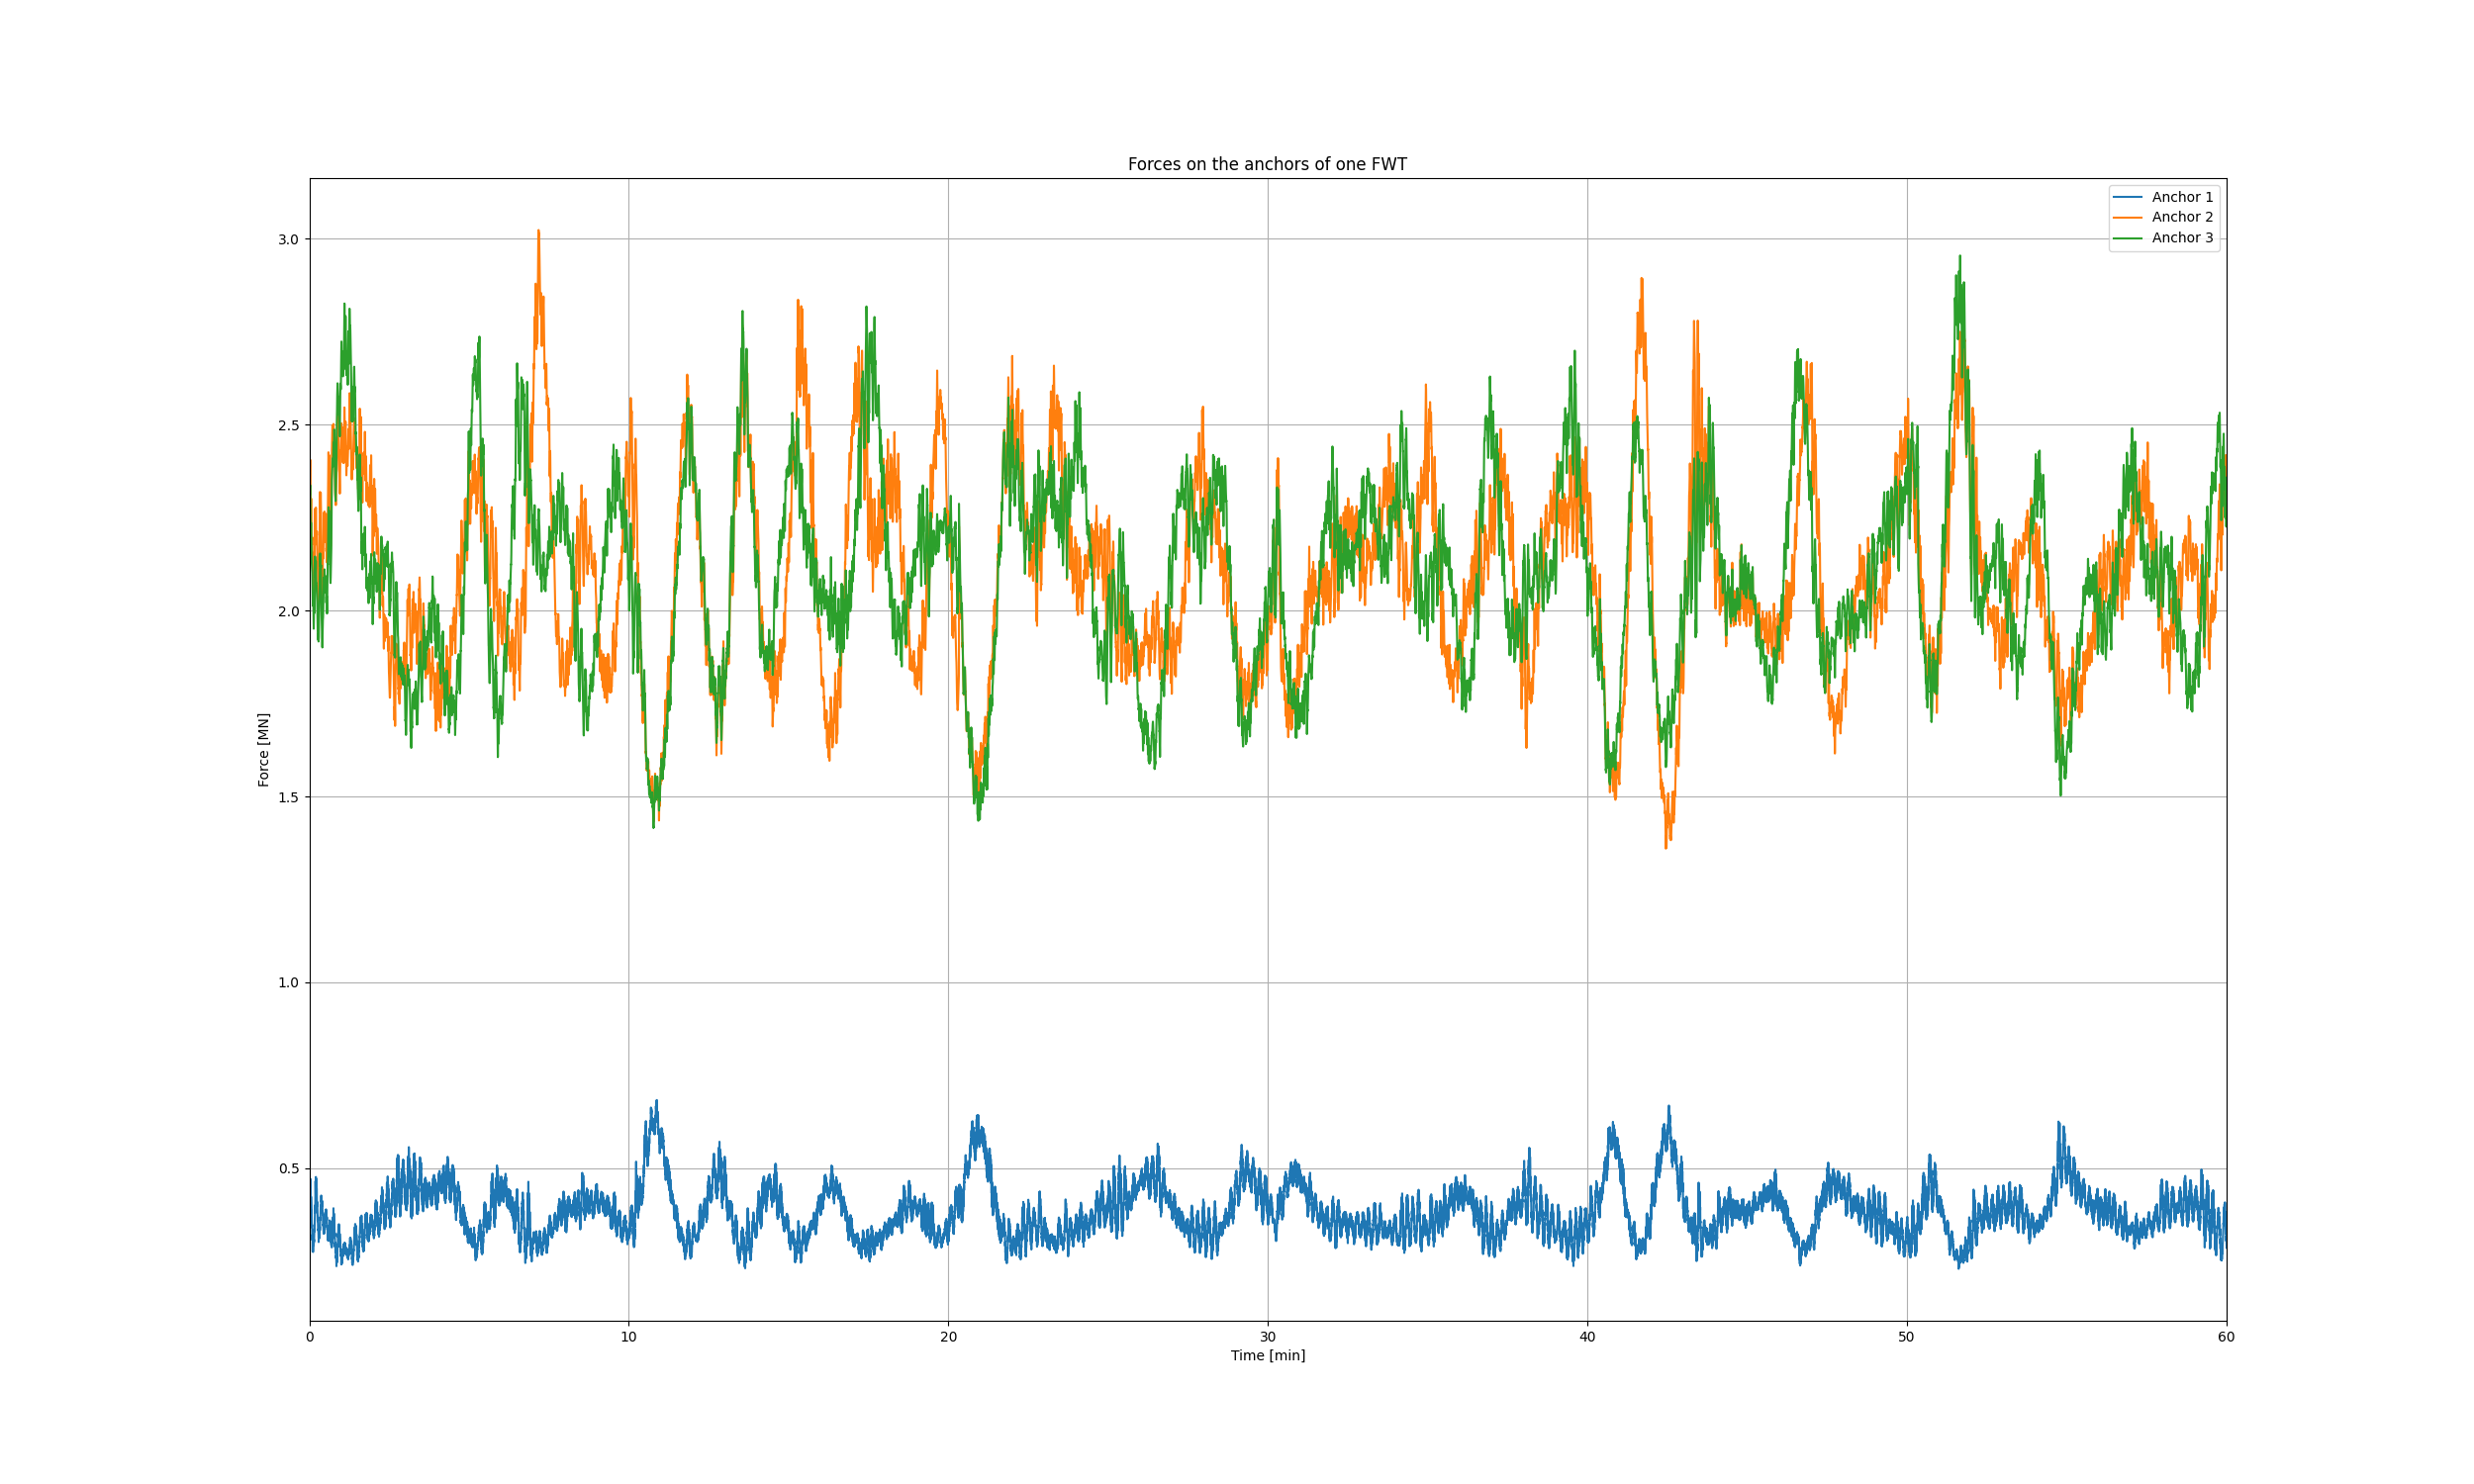 Forces on the anchors of one FWT
Anchor 1
Anchor 2
Anchor 3
Force [MN]
3.0
2.5
2.0
1.5
1.0
0.5
0 10 20 30 40 50 60
Time [min]